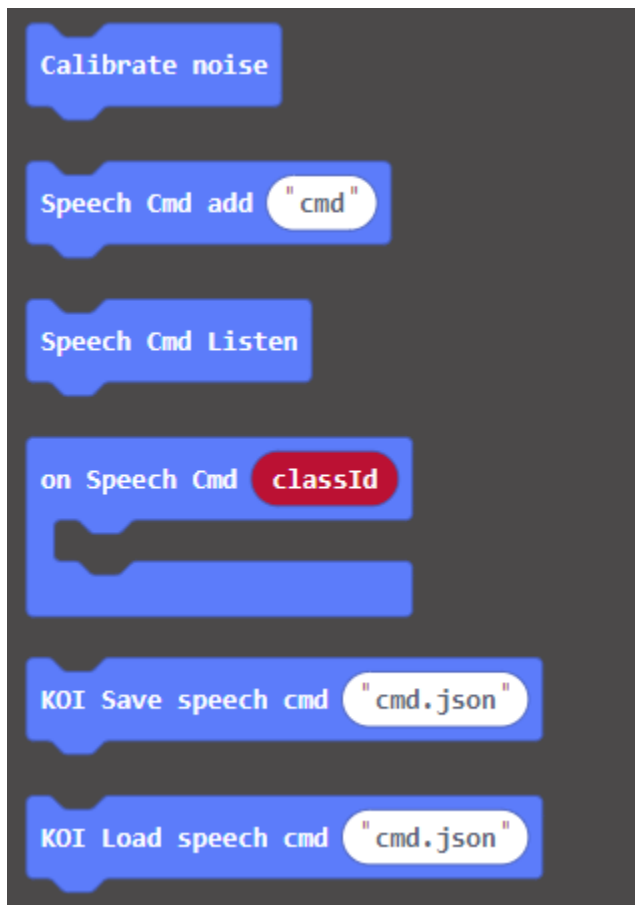 Calibrate noise
Speech Cmd add "cmd"
Speech Cmd Listen
on Speech Cmd classId
KOI Save speech cmd "cmd.json"
KOI Load speech cmd "cmd.json"